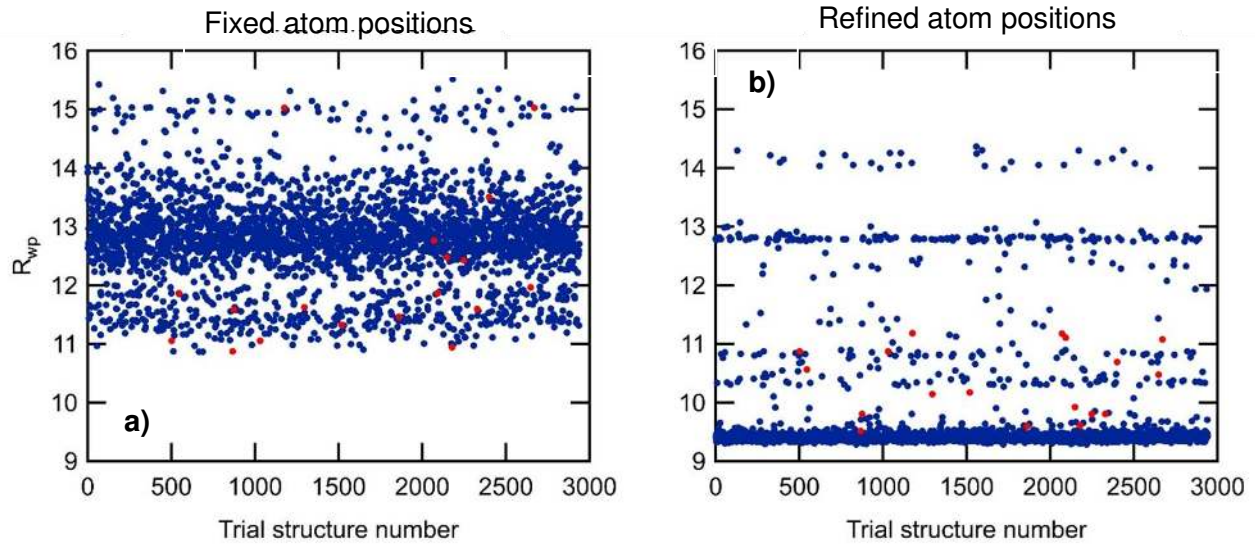 Fixed atom positions
Refined atom positions
16
15
14
13
12
11
10
9
R_wp
a)
0 500 1000 1500 2000 2500 3000
Trial structure number
16
15
14
13
12
11
10
9
b)
0 500 1000 1500 2000 2500 3000
Trial structure number